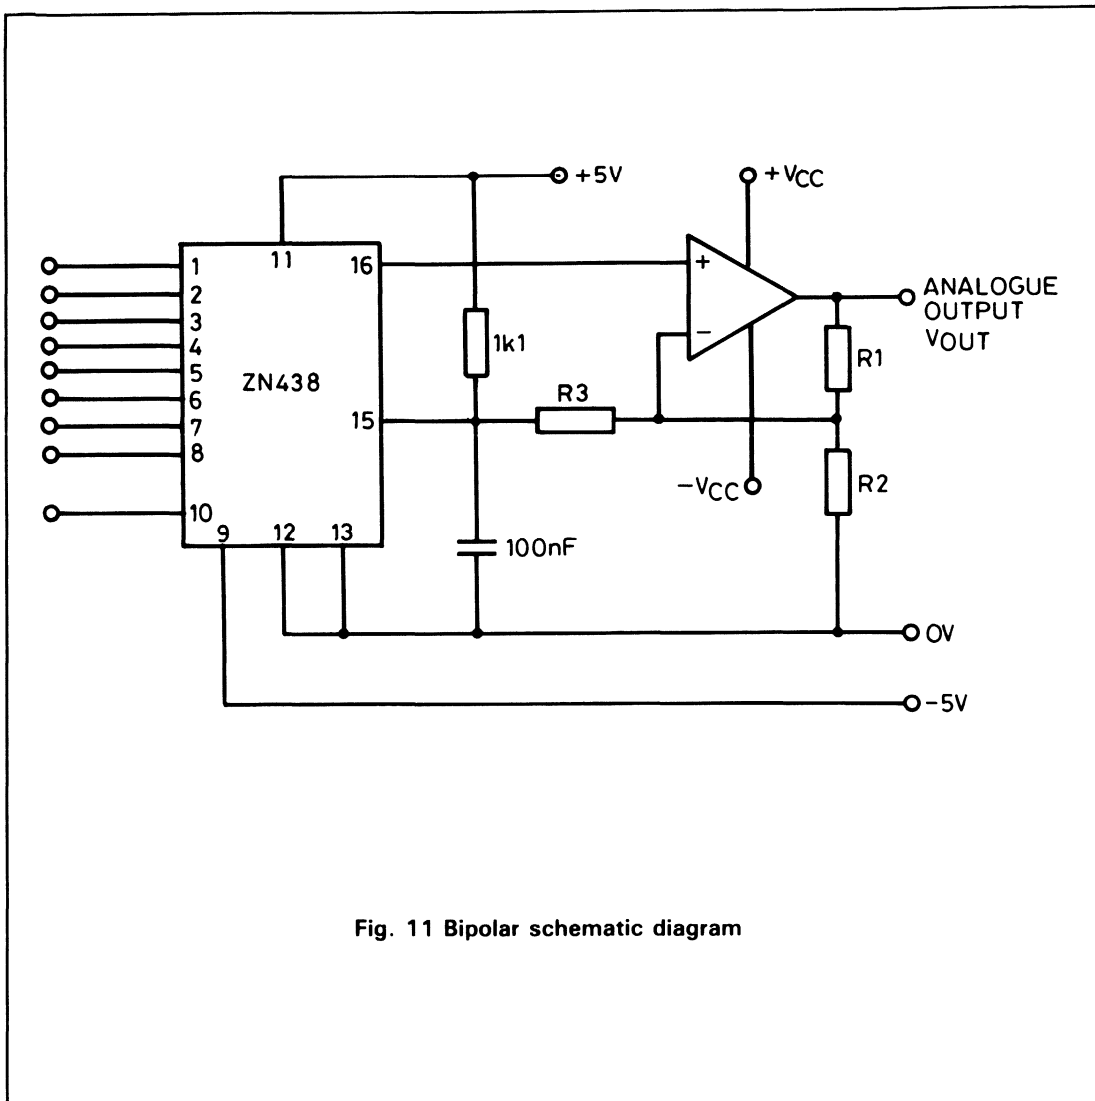 +5V
+VCC
11
16
1
2
3
4
5
6
7
8
10
9
12
13
15
ZN438
1k1
+
−
ANALOGUE
OUTPUT
VOUT
R1
R3
R2
−VCC
100nF
0V
−5V
Fig. 11 Bipolar schematic diagram